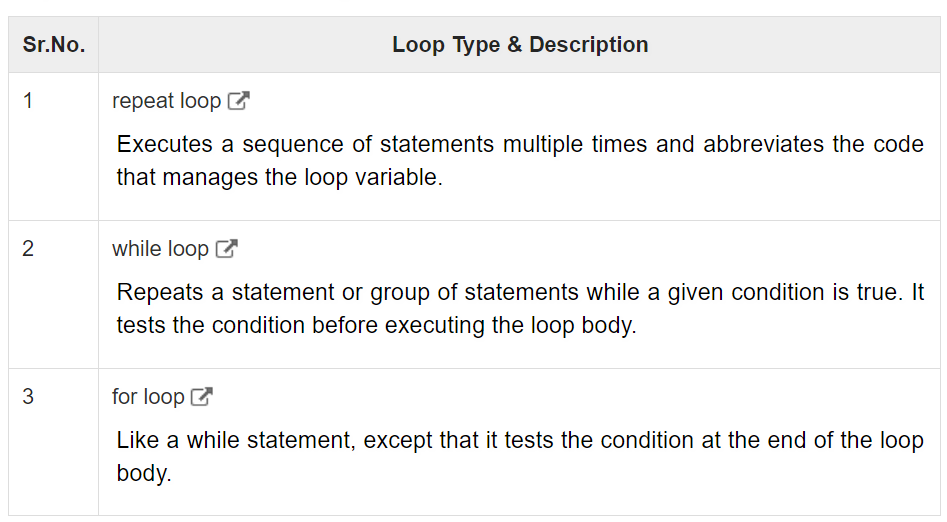 Sr.No. Loop Type & Description
1 repeat loop
Executes a sequence of statements multiple times and abbreviates the code
that manages the loop variable.
2 while loop
Repeats a statement or group of statements while a given condition is true. It
tests the condition before executing the loop body.
3 for loop
Like a while statement, except that it tests the condition at the end of the loop
body.